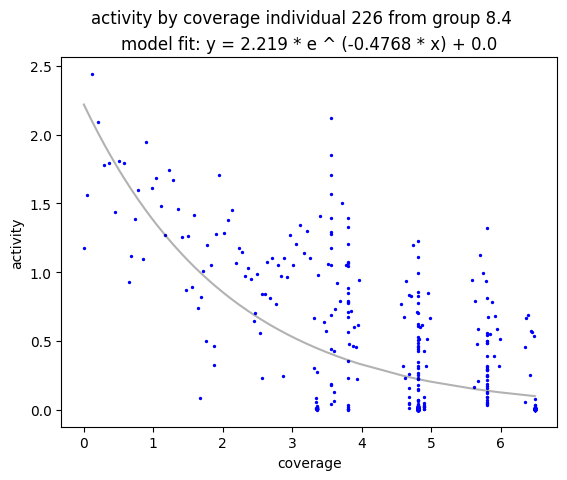 activity by coverage individual 226 from group 8.4
model fit: y = 2.219 * e ^ (-0.4768 * x) + 0.0
2.5
2.0
1.5
1.0
0.5
0.0
activity
0 1 2 3 4 5 6
coverage